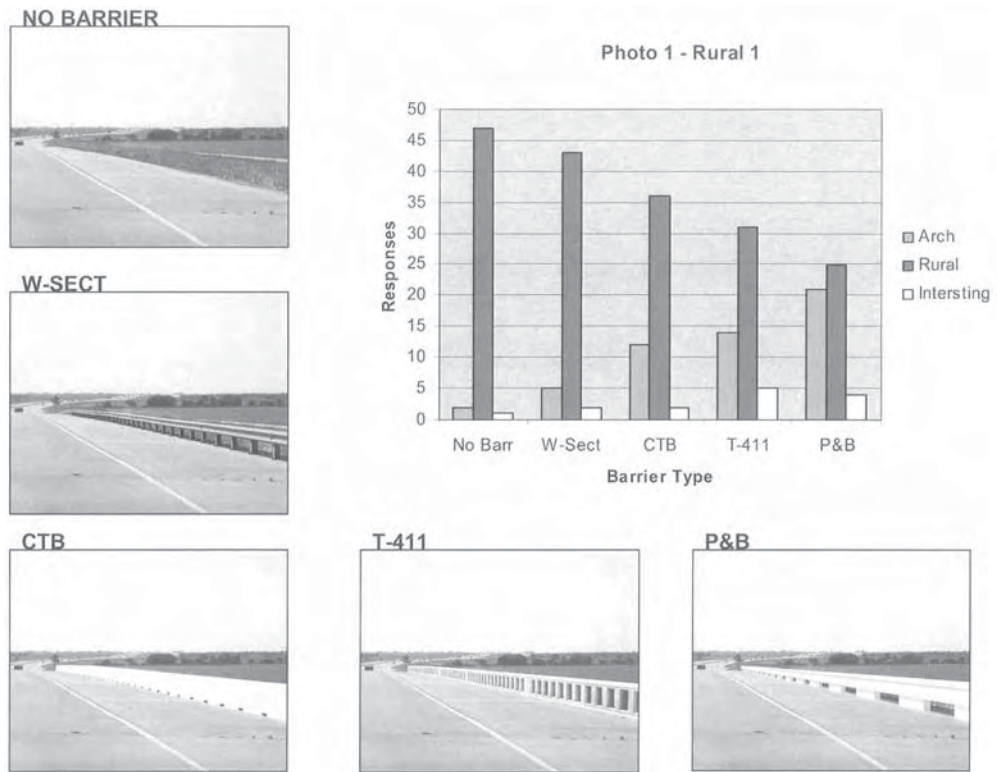 NO BARRIER
Photo 1 - Rural 1
50
45
40
35
30
25
20
15
10
5
0
Responses
No Barr W-Sect CTB T-411 P&B
Barrier Type
Arch
Rural
Intersting
W-SECT
CTB
T-411
P&B